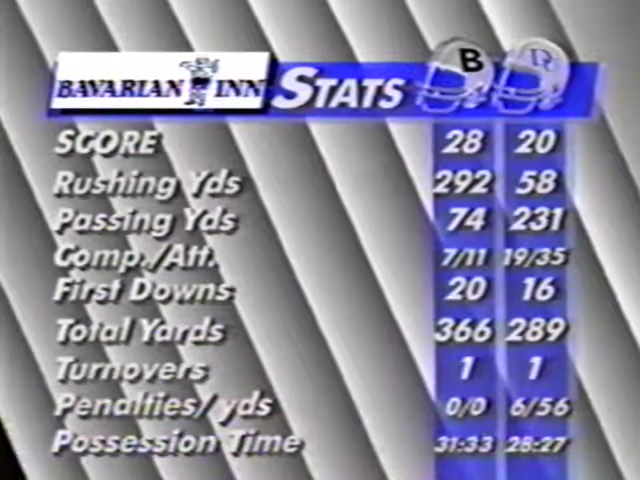 BAVARIAN INN STATS B DC
SCORE 28 20
Rushing Yds 292 58
Passing Yds 74 231
Comp./Att. 7/11 19/35
First Downs 20 16
Total Yards 366 289
Turnovers 1 1
Penalties/yds 0/0 6/56
Possession Time 31:33 28:27